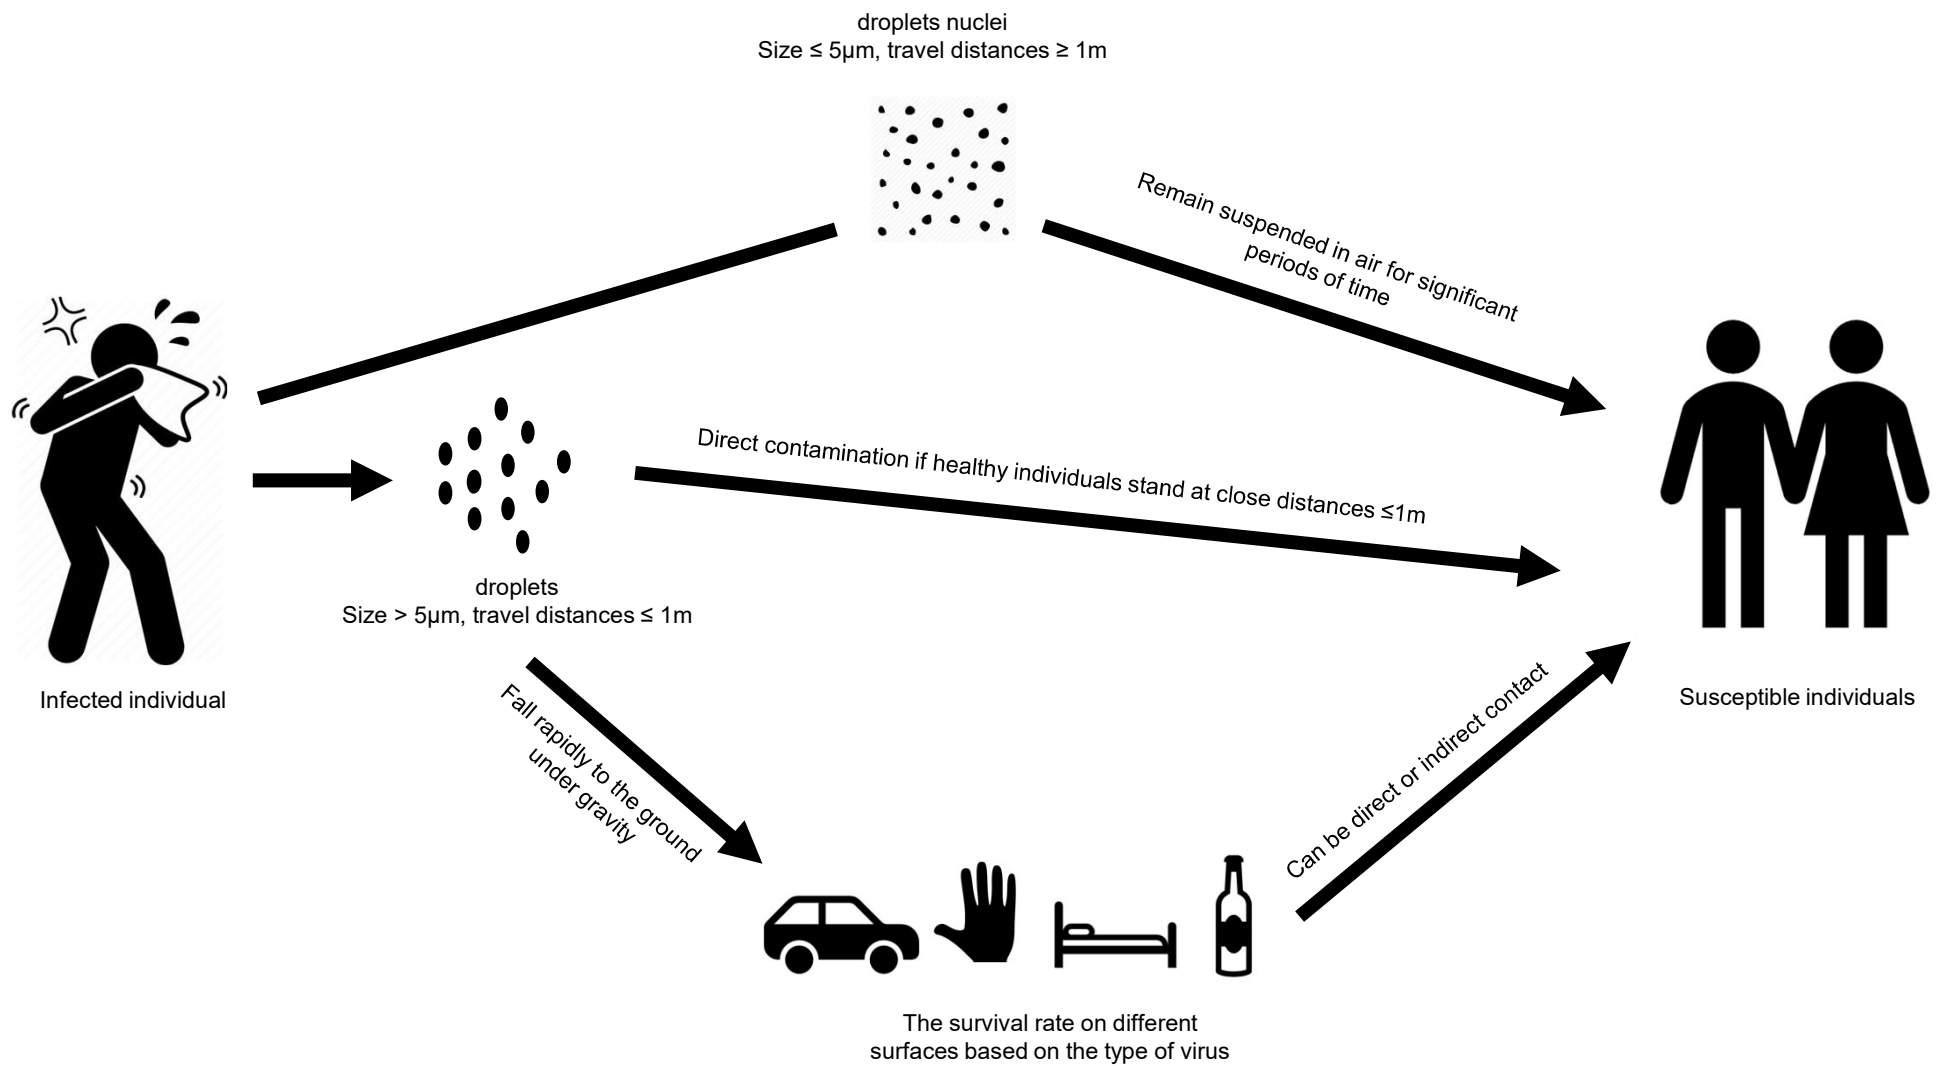 droplets nuclei
Size ≤ 5µm, travel distances ≥ 1m
Remain suspended in air for significant
periods of time
Direct contamination if healthy individuals stand at close distances ≤1m
droplets
Size > 5µm, travel distances ≤ 1m
Infected individual
Susceptible individuals
Fall rapidly to the ground
under gravity
Can be direct or indirect contact
The survival rate on different
surfaces based on the type of virus